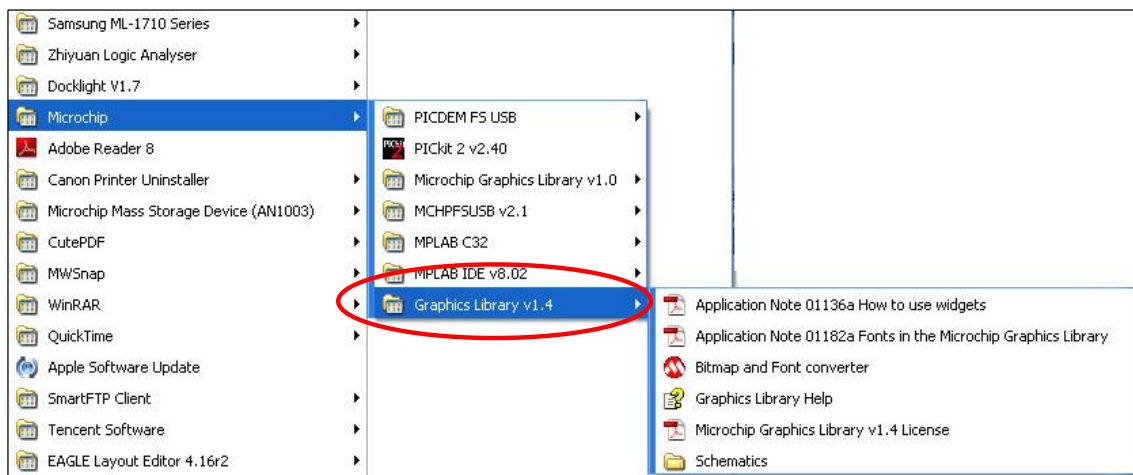 Samsung ML-1710 Series
Zhiyuan Logic Analyser
Docklight V1.7
Microchip
Adobe Reader 8
Canon Printer Uninstaller
Microchip Mass Storage Device (AN1003)
CutePDF
MWSnap
WinRAR
QuickTime
Apple Software Update
SmartFTP Client
Tencent Software
EAGLE Layout Editor 4.16r2
PICDEM FS USB
PICkit 2 v2.40
Microchip Graphics Library v1.0
MCHPFSUSB v2.1
MPLAB C32
MPLAB IDE v8.02
Graphics Library v1.4
Application Note 01136a How to use widgets
Application Note 01182a Fonts in the Microchip Graphics Library
Bitmap and Font converter
Graphics Library Help
Microchip Graphics Library v1.4 License
Schematics